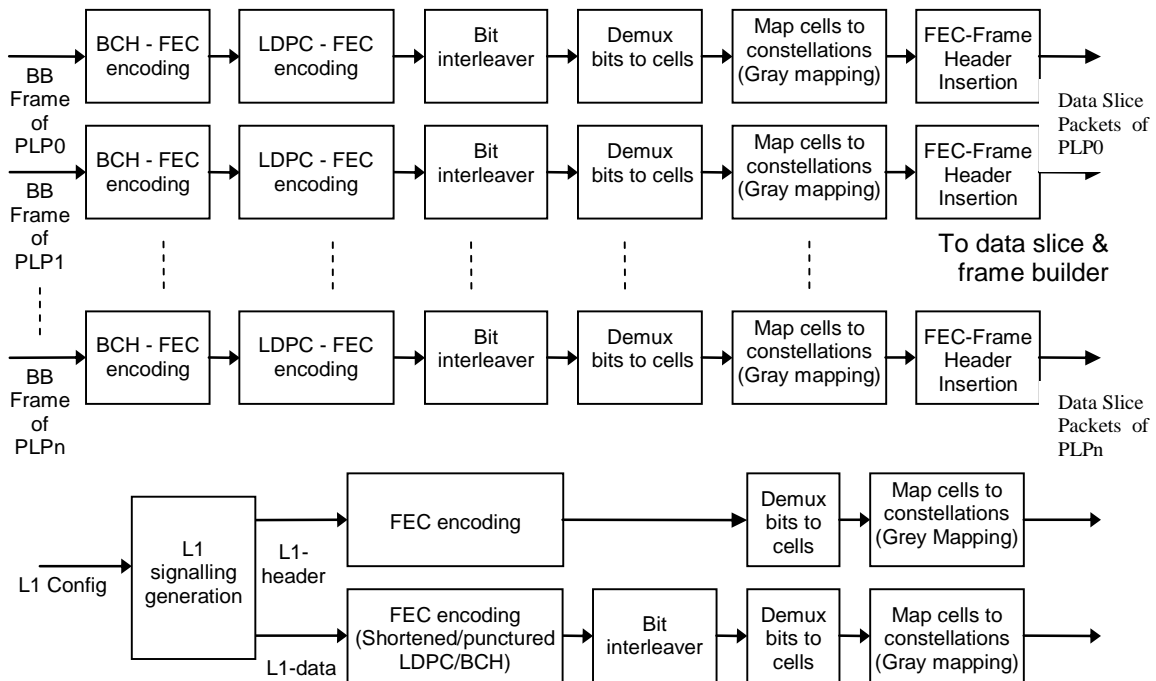 BCH - FEC
encoding
LDPC - FEC
encoding
Bit
interleaver
Demux
bits to cells
Map cells to
constellations
(Gray mapping)
FEC-Frame
Header
Insertion
BB
Frame
of
PLP0
Data Slice
Packets of
PLP0
BCH - FEC
encoding
LDPC - FEC
encoding
Bit
interleaver
Demux
bits to cells
Map cells to
constellations
(Gray mapping)
FEC-Frame
Header
Insertion
BB
Frame
of
PLP1
To data slice &
frame builder
BCH - FEC
encoding
LDPC - FEC
encoding
Bit
interleaver
Demux
bits to cells
Map cells to
constellations
(Gray mapping)
FEC-Frame
Header
Insertion
BB
Frame
of
PLPn
Data Slice
Packets of
PLPn
L1 Config
L1
signalling
generation
L1-
header
FEC encoding
Demux
bits to
cells
Map cells to
constellations
(Grey Mapping)
L1-data
FEC encoding
(Shortened/punctured
LDPC/BCH)
Bit
interleaver
Demux
bits to
cells
Map cells to
constellations
(Gray mapping)